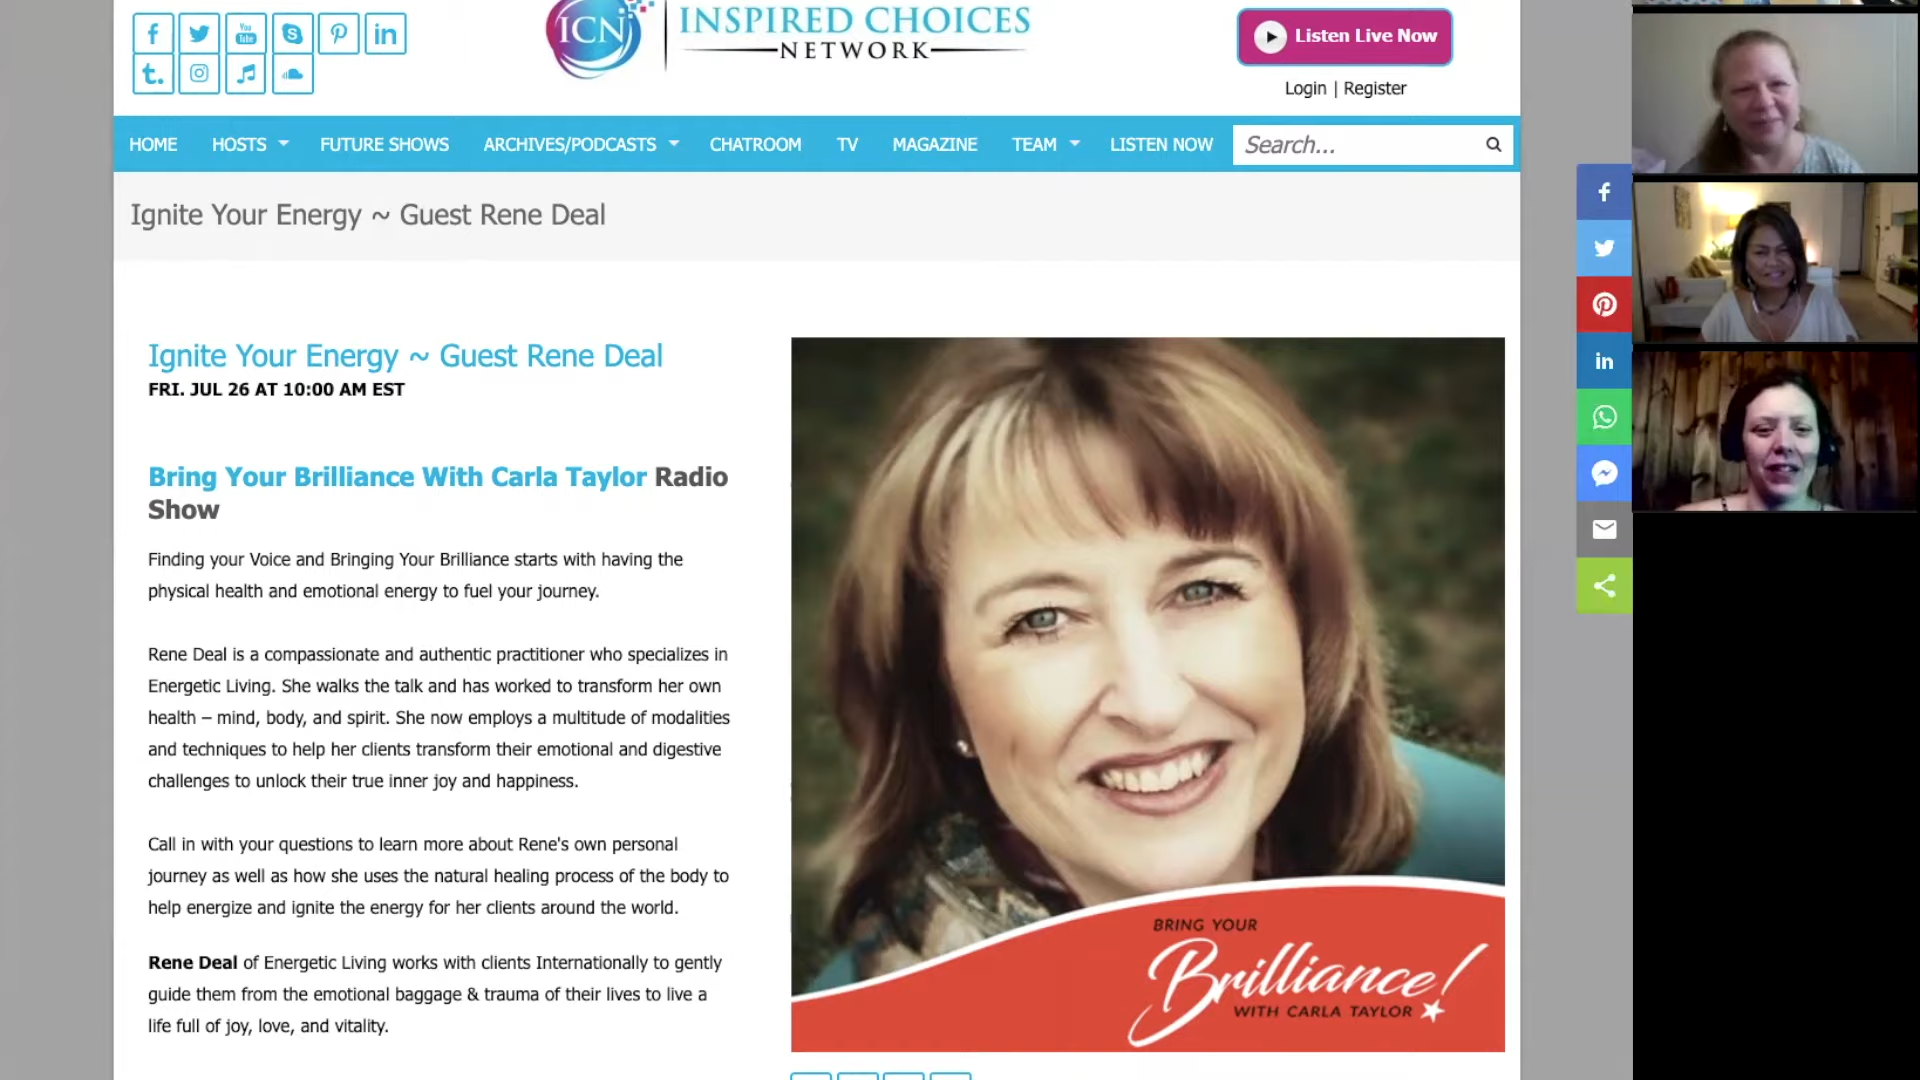 ICN
INSPIRED CHOICES
NETWORK
Listen Live Now
Login | Register
HOME HOSTS FUTURE SHOWS ARCHIVES/PODCASTS CHATROOM TV MAGAZINE TEAM LISTEN NOW Search...
Ignite Your Energy ~ Guest Rene Deal
Ignite Your Energy ~ Guest Rene Deal
FRI. JUL 26 AT 10:00 AM EST
Bring Your Brilliance With Carla Taylor Radio
Show
Finding your Voice and Bringing Your Brilliance starts with having the
physical health and emotional energy to fuel your journey.
Rene Deal is a compassionate and authentic practitioner who specializes in
Energetic Living. She walks the talk and has worked to transform her own
health – mind, body, and spirit. She now employs a multitude of modalities
and techniques to help her clients transform their emotional and digestive
challenges to unlock their true inner joy and happiness.
Call in with your questions to learn more about Rene's own personal
journey as well as how she uses the natural healing process of the body to
help energize and ignite the energy for her clients around the world.
Rene Deal of Energetic Living works with clients Internationally to gently
guide them from the emotional baggage & trauma of their lives to live a
life full of joy, love, and vitality.
BRING YOUR
Brilliance!
WITH CARLA TAYLOR